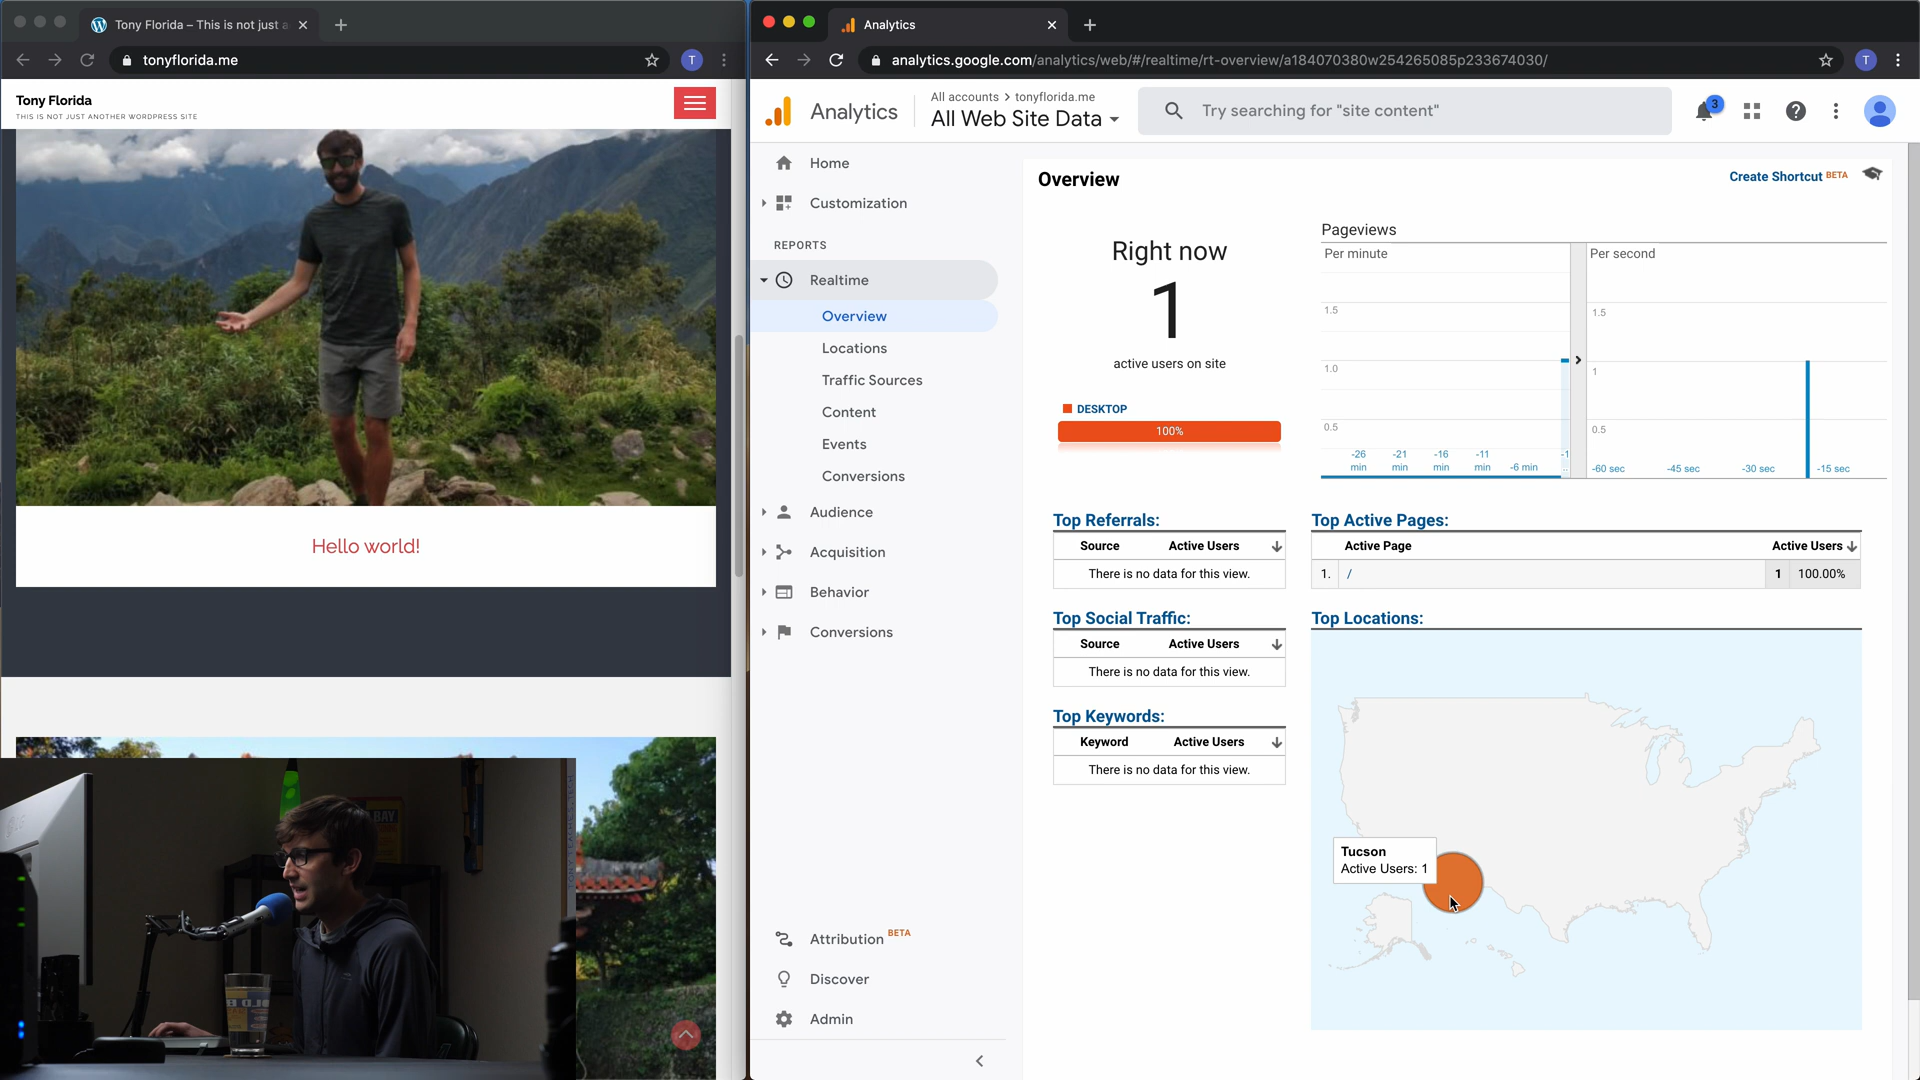 Tony Florida – This is not just a
tonyflorida.me
T
Tony Florida
THIS IS NOT JUST ANOTHER WORDPRESS SITE
Hello world!
Analytics
analytics.google.com/analytics/web/#/realtime/rt-overview/a184070380w254265085p233674030/
T
Analytics
All accounts > tonyflorida.me
All Web Site Data
Try searching for "site content"
3
Home
Customization
REPORTS
Realtime
Overview
Locations
Traffic Sources
Content
Events
Conversions
Audience
Acquisition
Behavior
Conversions
Attribution BETA
Discover
Admin
Overview
Create Shortcut BETA
Right now
1
active users on site
DESKTOP
100%
Pageviews
Per minute
1.5
1.0
0.5
-26 min
-21 min
-16 min
-11 min
-6 min
-1
Per second
1.5
1
0.5
-60 sec
-45 sec
-30 sec
-15 sec
Top Referrals:
Source Active Users
There is no data for this view.
Top Social Traffic:
Source Active Users
There is no data for this view.
Top Keywords:
Keyword Active Users
There is no data for this view.
Top Active Pages:
Active Page Active Users
1. / 1 100.00%
Top Locations:
Tucson
Active Users: 1
BAY